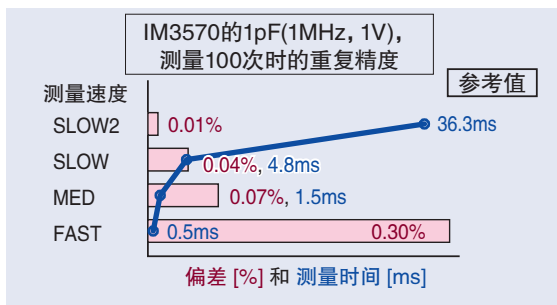 IM3570的1pF(1MHz, 1V),
测量100次时的重复精度
参考值
测量速度
SLOW2 0.01% 36.3ms
SLOW 0.04%, 4.8ms
MED 0.07%, 1.5ms
FAST 0.5ms 0.30%
偏差 [%] 和 测量时间 [ms]